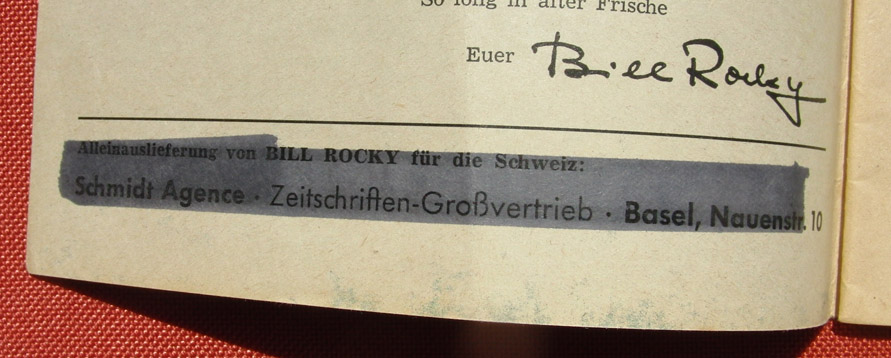 So long in alter Frische
Euer Bill Rocky
Alleinauslieferung von BILL ROCKY für die Schweiz:
Schmidt Agence · Zeitschriften-Großvertrieb · Basel, Nauenstr. 10